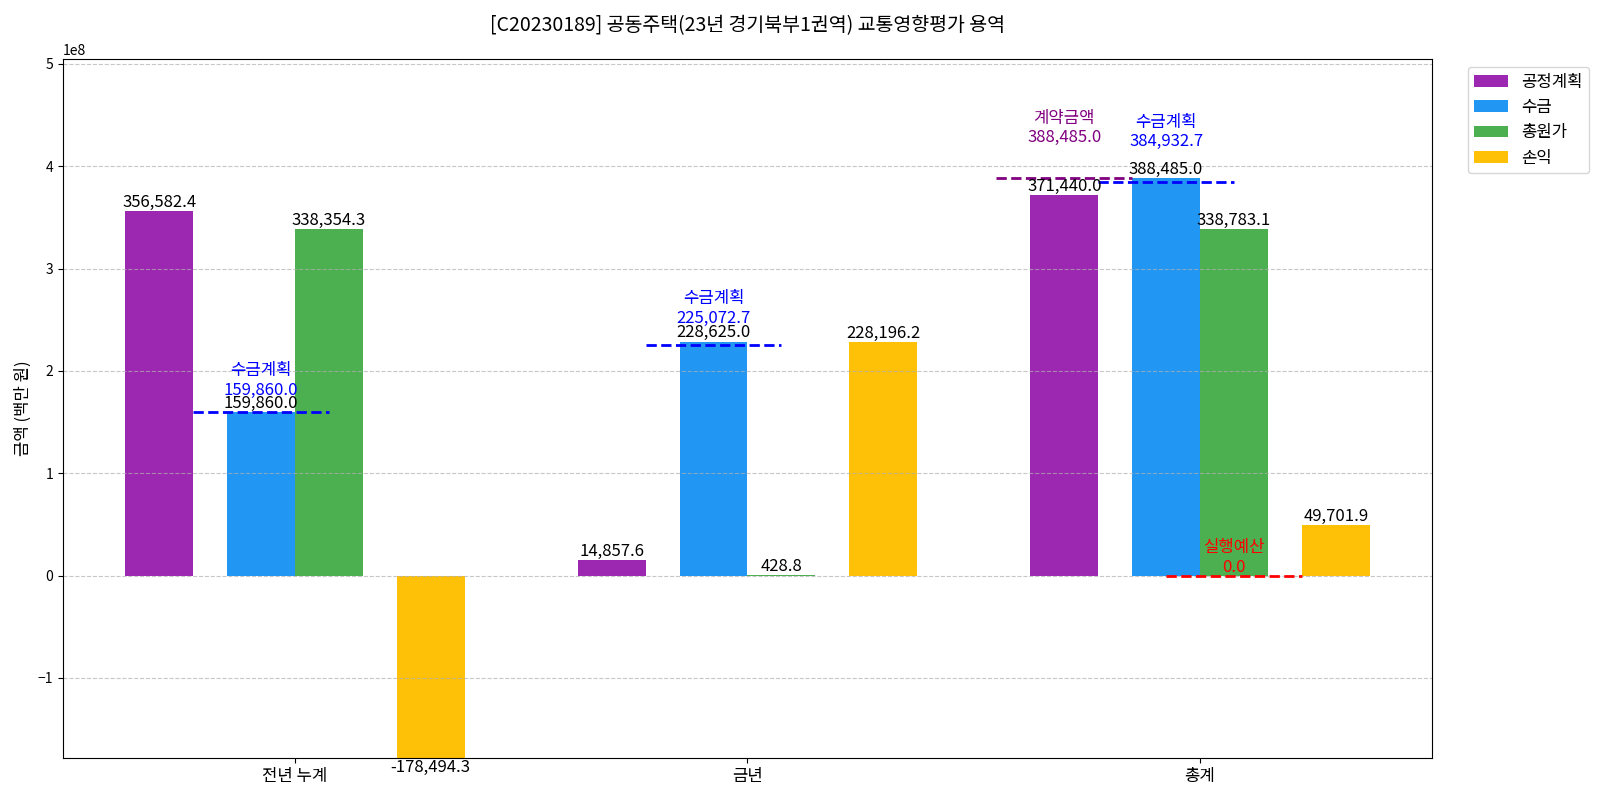 [C20230189] 공동주택(23년 경기북부1권역) 교통영향평가 용역
1e8
5
4
3
2
1
0
−1
금액 (백만 원)
356,582.4
수금계획
159,860.0
159,860.0
338,354.3
-178,494.3
14,857.6
수금계획
225,072.7
228,625.0
428.8
228,196.2
계약금액
388,485.0
371,440.0
수금계획
384,932.7
388,485.0
338,783.1
실행예산
0.0
49,701.9
전년 누계
금년
총계
공정계획
수금
총원가
손익